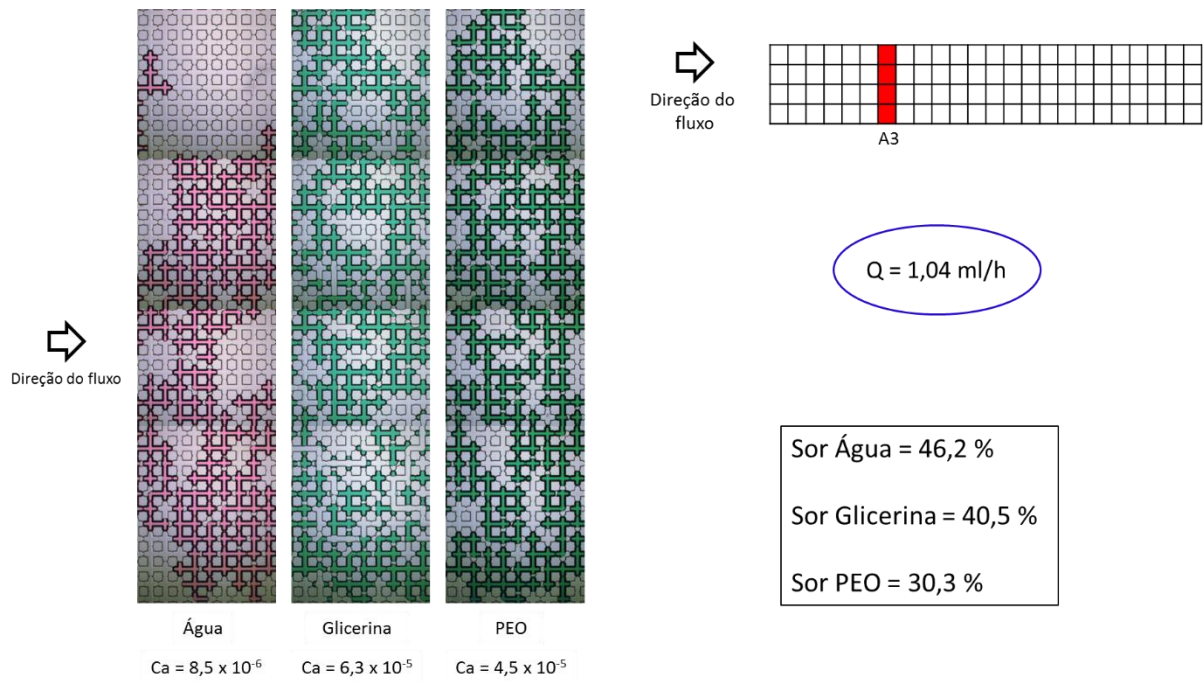 Direção do fluxo
Água
Glicerina
PEO
Ca = 8,5 x 10⁻⁶
Ca = 6,3 x 10⁻⁵
Ca = 4,5 x 10⁻⁵
Direção do
fluxo
A3
Q = 1,04 ml/h
Sor Água = 46,2 %
Sor Glicerina = 40,5 %
Sor PEO = 30,3 %